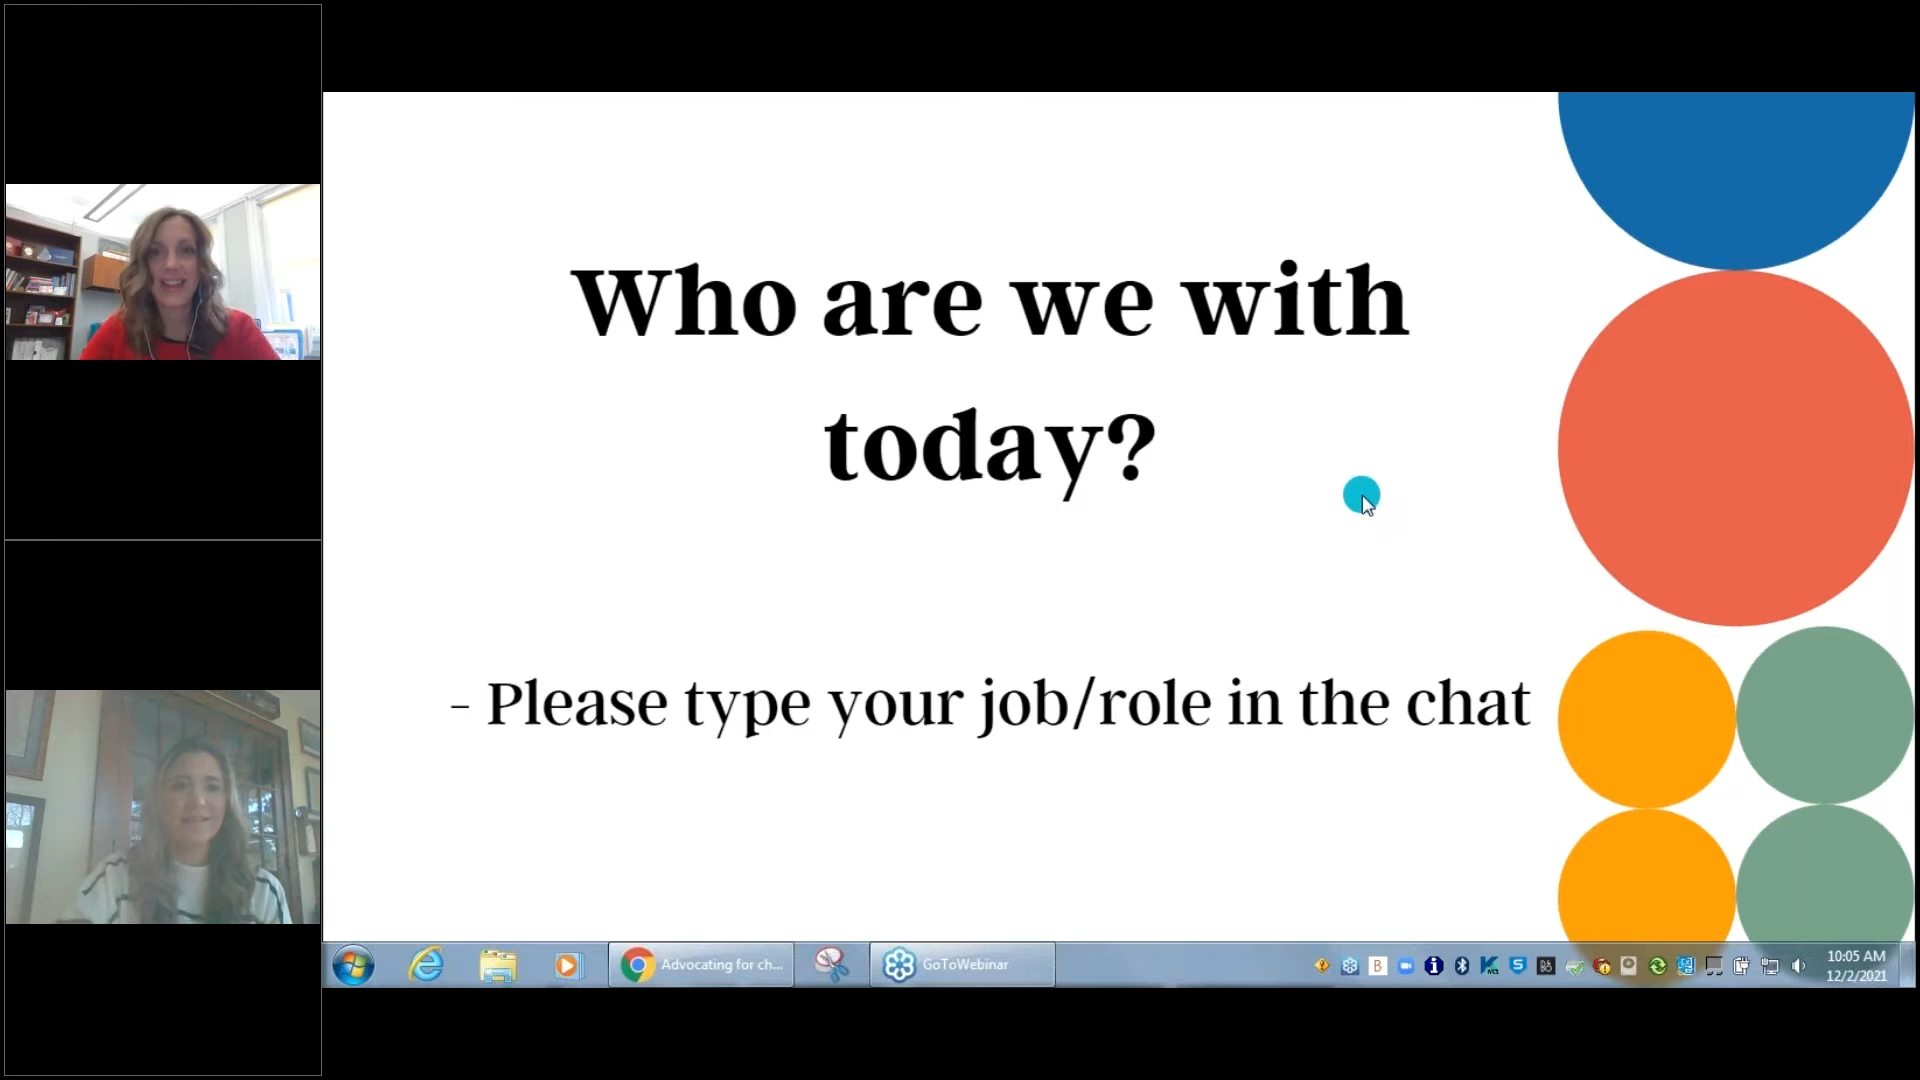 Who are we with
today?
- Please type your job/role in the chat
Advocating for ch...
GoToWebinar
10:05 AM
12/2/2021